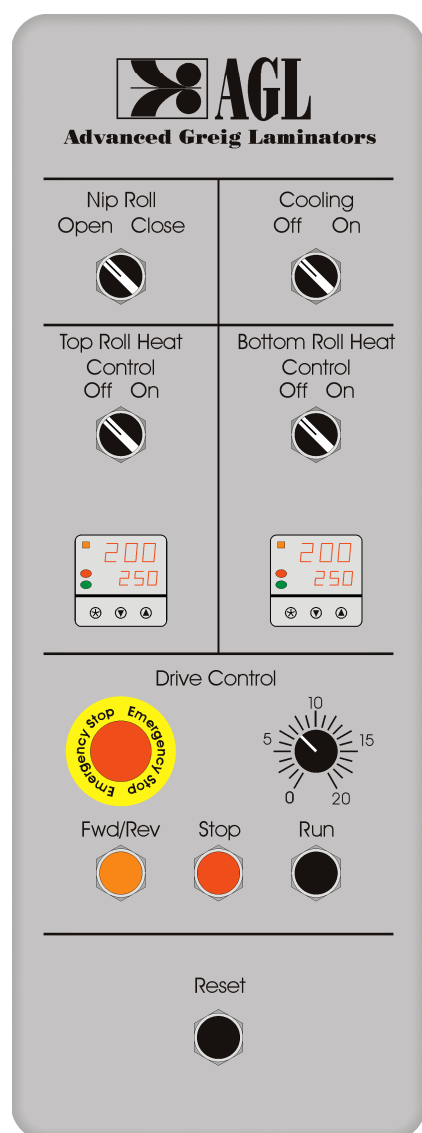 AGL
Advanced Greig Laminators
Nip Roll
Open Close
Cooling
Off On
Top Roll Heat
Control
Off On
Bottom Roll Heat
Control
Off On
200
250
200
250
Drive Control
Emergency Stop Emergency Stop
0 5 10 15 20
Fwd/Rev Stop Run
Reset